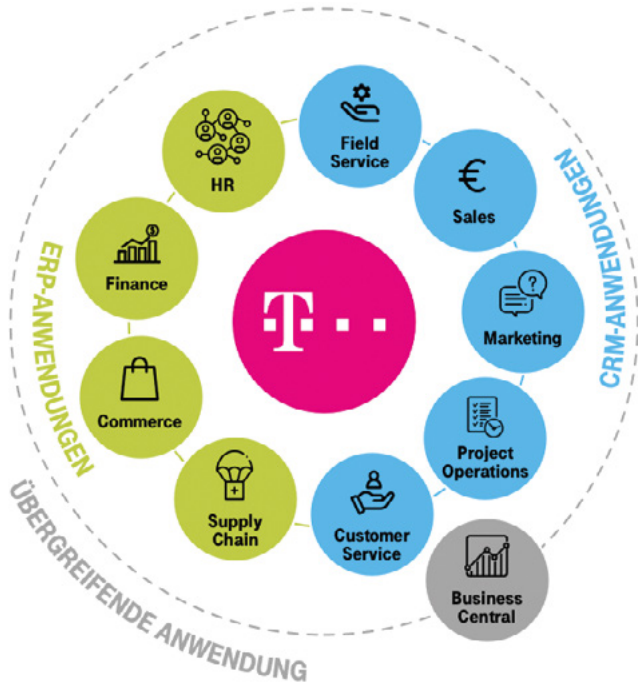 HR
Field
Service
€
Sales
Finance
Marketing
Commerce
Project
Operations
Supply
Chain
Customer
Service
Business
Central
T
ERP-ANWENDUNGEN
CRM-ANWENDUNGEN
ÜBERGREIFENDE ANWENDUNG